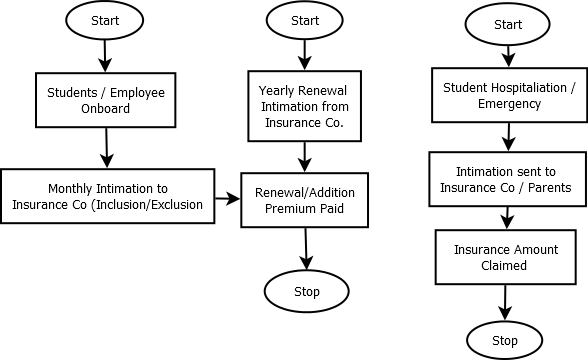 Start
Students / Employee
Onboard
Monthly Intimation to
Insurance Co (Inclusion/Exclusion
Start
Yearly Renewal
Intimation from
Insurance Co.
Renewal/Addition
Premium Paid
Stop
Start
Student Hospitaliation /
Emergency
Intimation sent to
Insurance Co / Parents
Insurance Amount
Claimed
Stop